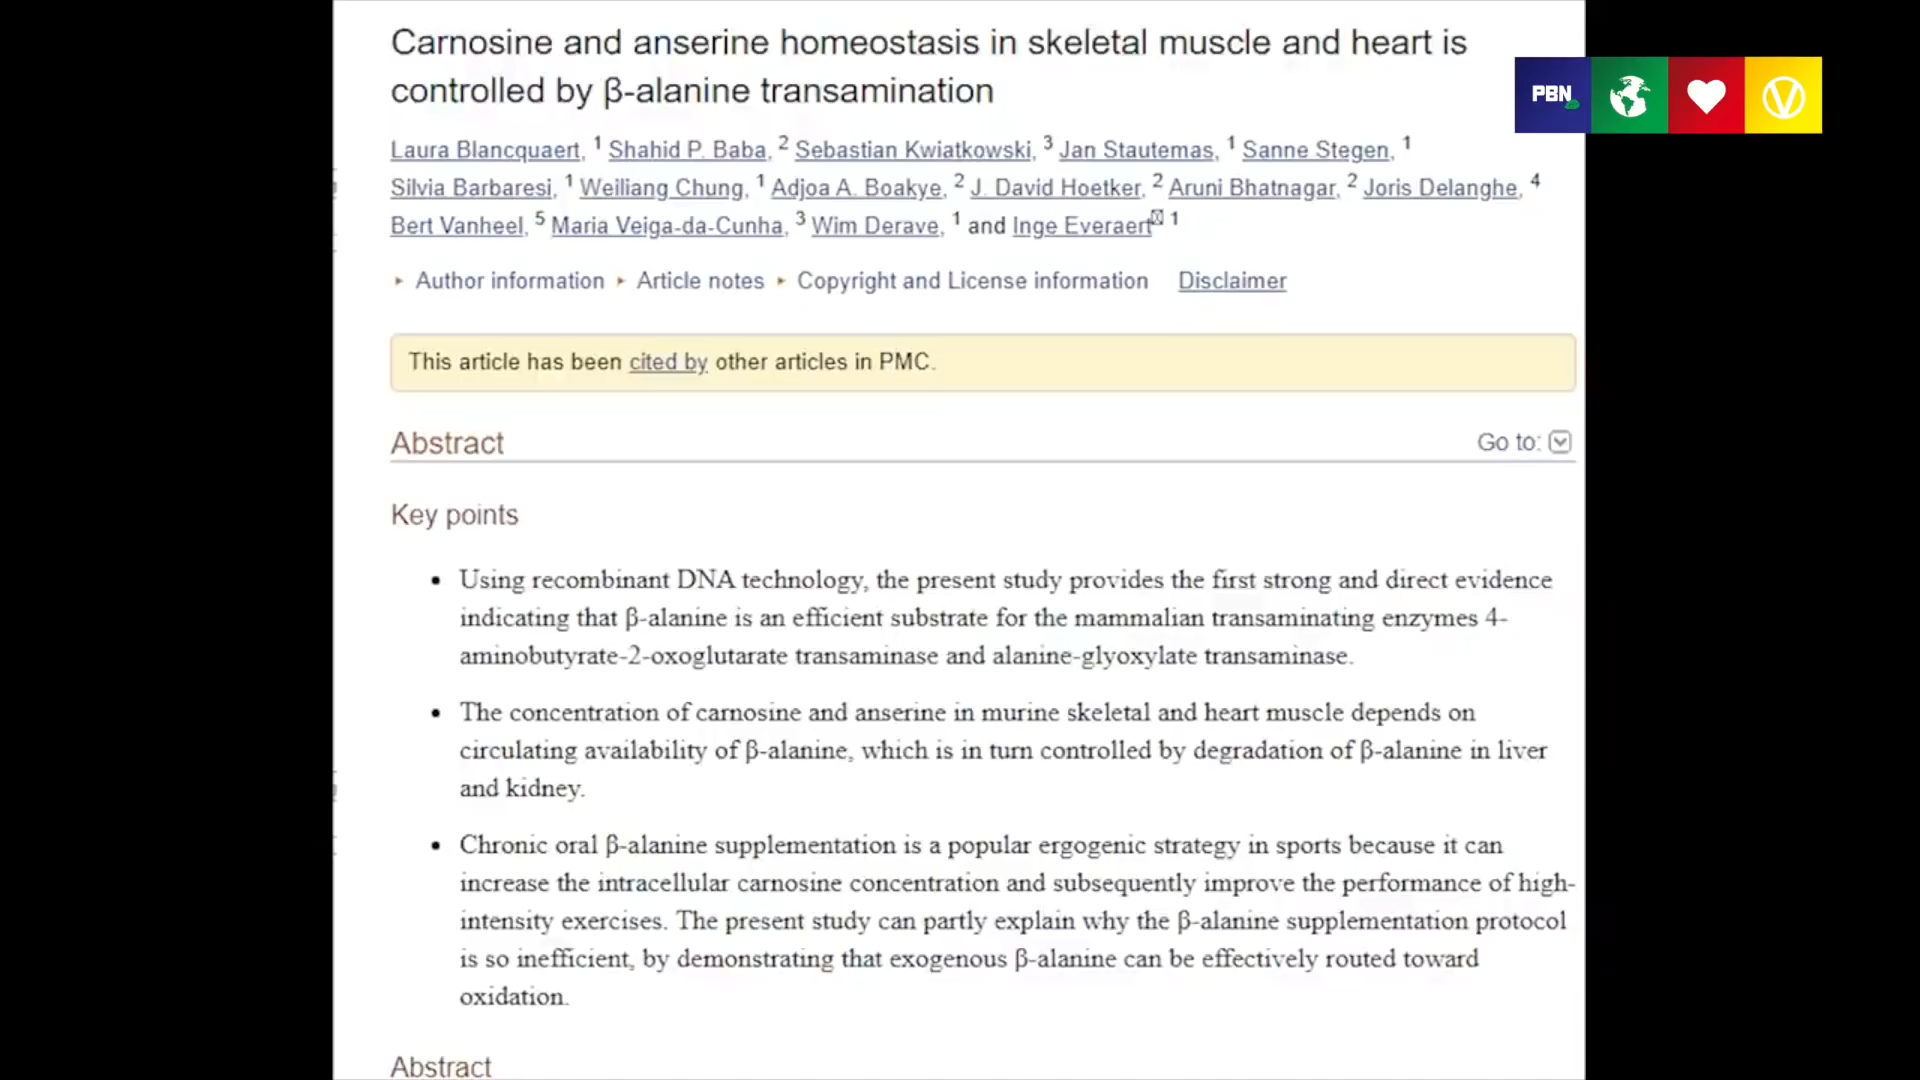 Carnosine and anserine homeostasis in skeletal muscle and heart is
controlled by β-alanine transamination
PBN
Laura Blancquaert, 1 Shahid P. Baba, 2 Sebastian Kwiatkowski, 3 Jan Stautemas, 1 Sanne Stegen, 1
Silvia Barbaresi, 1 Weiliang Chung, 1 Adjoa A. Boakye, 2 J. David Hoetker, 2 Aruni Bhatnagar, 2 Joris Delanghe, 4
Bert Vanheel, 5 Maria Veiga-da-Cunha, 3 Wim Derave, 1 and Inge Everaert 1
Author information Article notes Copyright and License information Disclaimer
This article has been cited by other articles in PMC.
Abstract Go to:
Key points
• Using recombinant DNA technology, the present study provides the first strong and direct evidence
indicating that β-alanine is an efficient substrate for the mammalian transaminating enzymes 4-
aminobutyrate-2-oxoglutarate transaminase and alanine-glyoxylate transaminase.
• The concentration of carnosine and anserine in murine skeletal and heart muscle depends on
circulating availability of β-alanine, which is in turn controlled by degradation of β-alanine in liver
and kidney.
• Chronic oral β-alanine supplementation is a popular ergogenic strategy in sports because it can
increase the intracellular carnosine concentration and subsequently improve the performance of high-
intensity exercises. The present study can partly explain why the β-alanine supplementation protocol
is so inefficient, by demonstrating that exogenous β-alanine can be effectively routed toward
oxidation.
Abstract